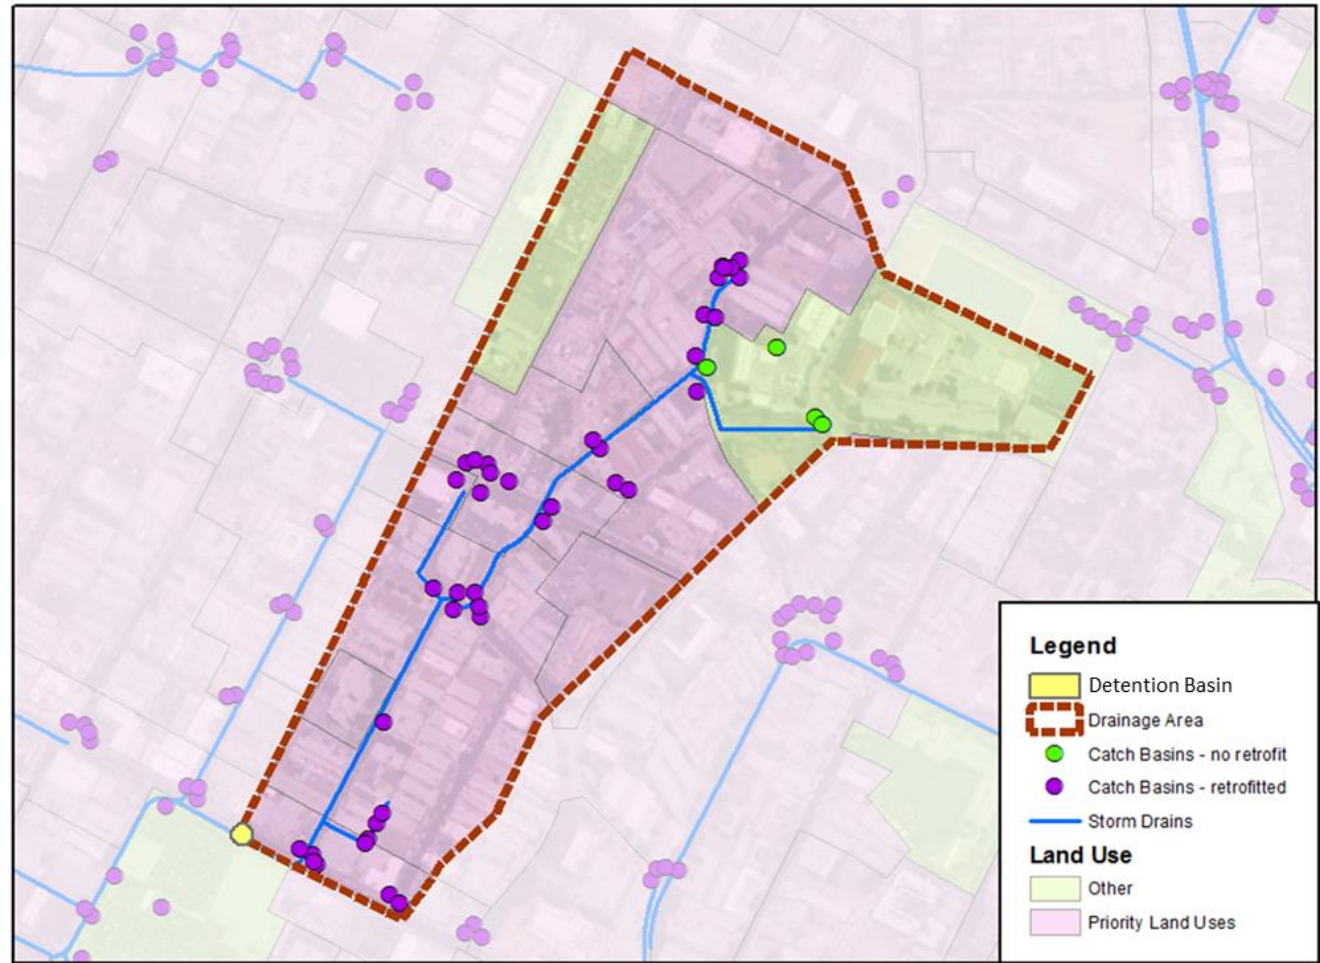 Legend
Detention Basin
Drainage Area
Catch Basins - no retrofit
Catch Basins - retrofitted
Storm Drains
Land Use
Other
Priority Land Uses